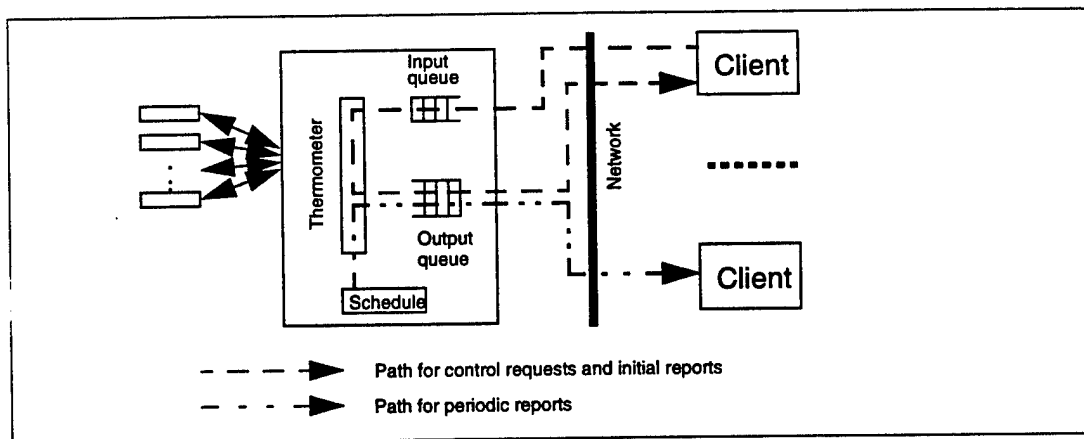 Input
queue
Client
Thermometer
Network
Output
queue
Client
Schedule
Path for control requests and initial reports
Path for periodic reports